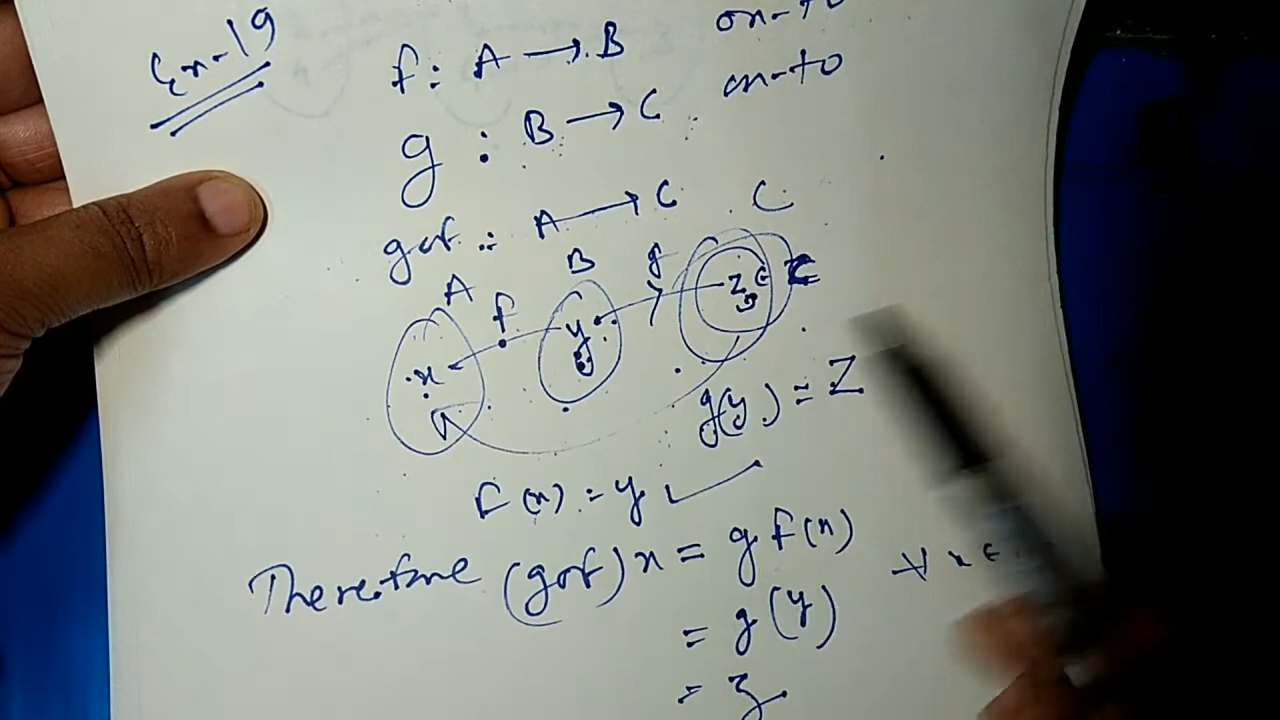 Ex-19
f: A → B on-to
g : B → C on-to
gof : A → C
A f B g C
x y z ∈
g(y) = Z
F(x) = y
Therefore (gof)x = g f(x) ∀ x ∈
= g(y)
= z